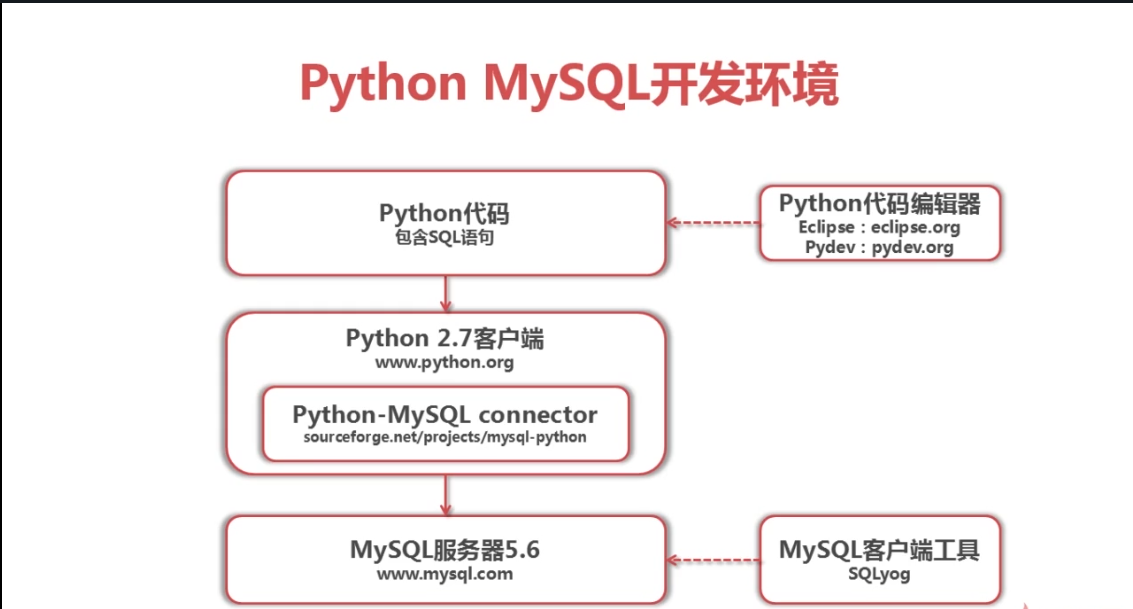 Python MySQL开发环境
Python代码
包含SQL语句
Python代码编辑器
Eclipse：eclipse.org
Pydev：pydev.org
Python 2.7客户端
www.python.org
Python-MySQL connector
sourceforge.net/projects/mysql-python
MySQL服务器5.6
www.mysql.com
MySQL客户端工具
SQLyog